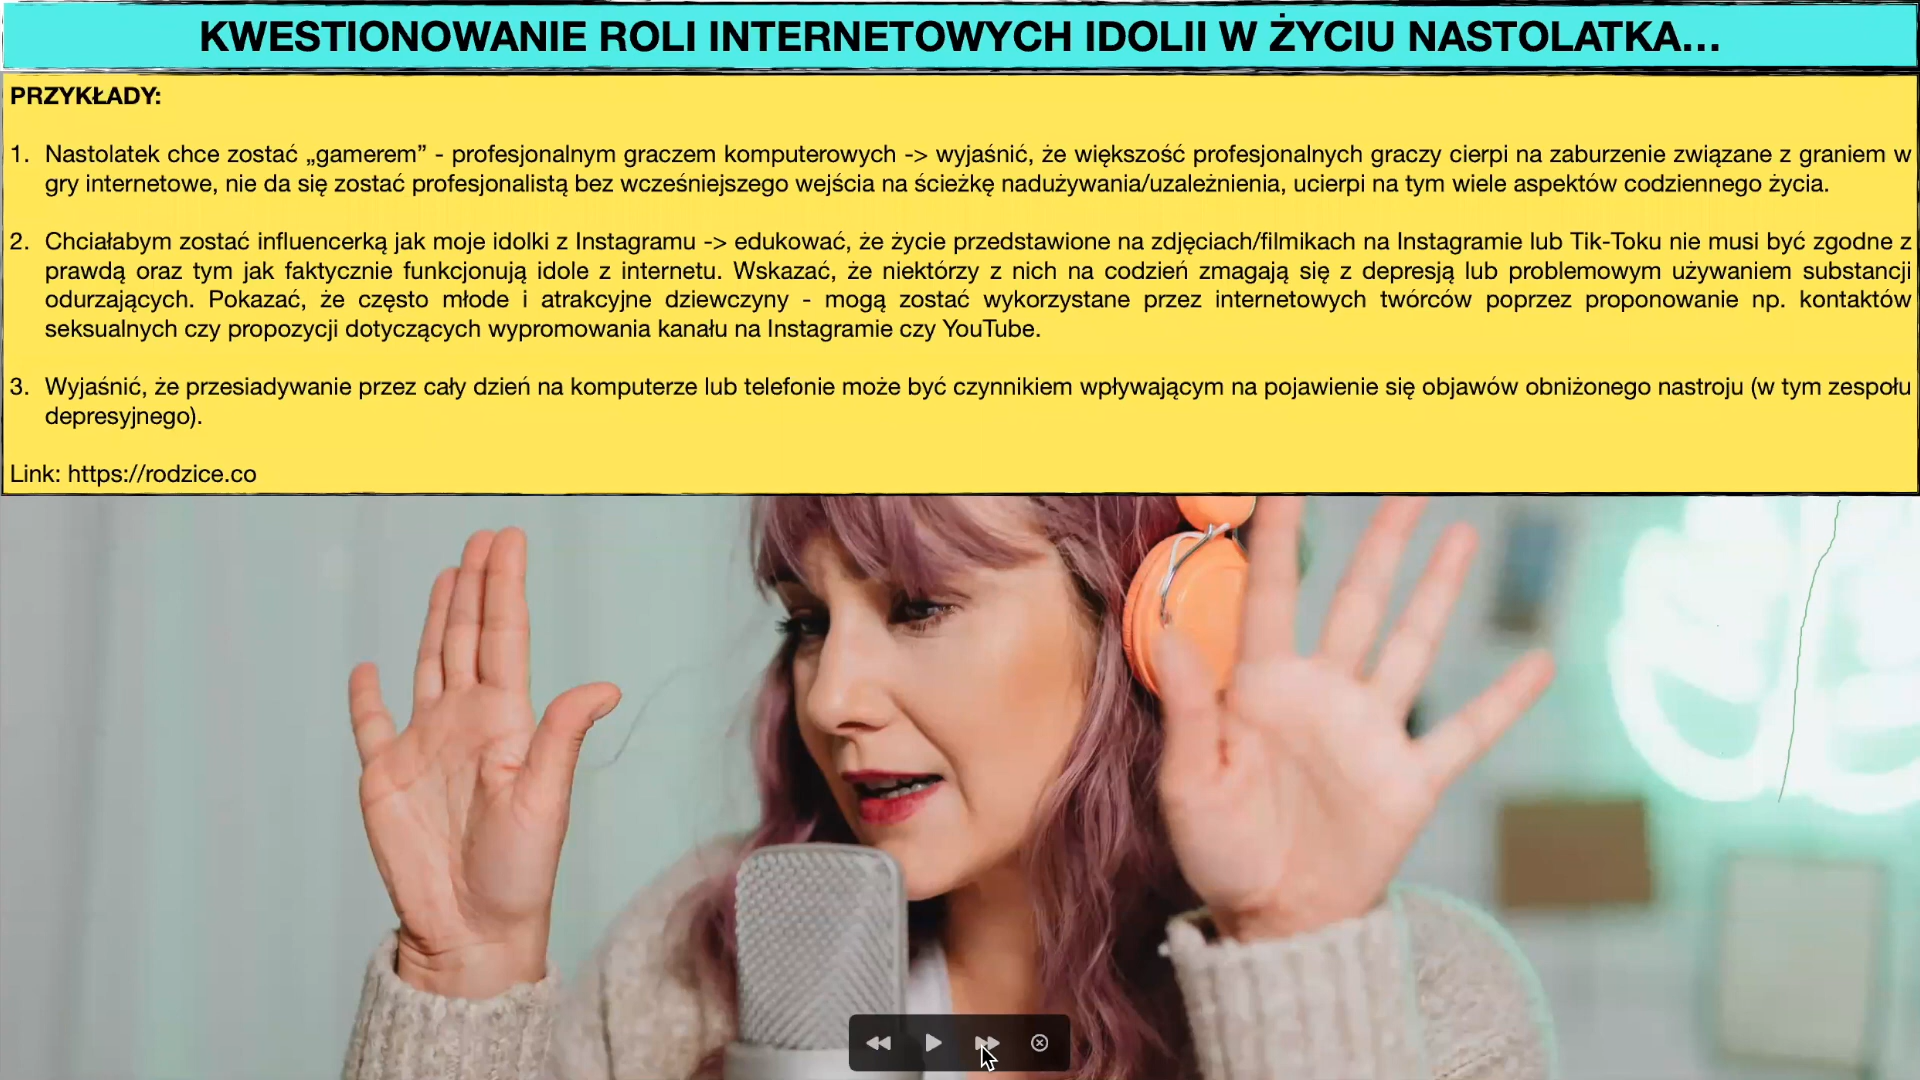 KWESTIONOWANIE ROLI INTERNETOWYCH IDOLII W ŻYCIU NASTOLATKA...
PRZYKŁADY:
1. Nastolatek chce zostać „gamerem” - profesjonalnym graczem komputerowych -> wyjaśnić, że większość profesjonalnych graczy cierpi na zaburzenie związane z graniem w
gry internetowe, nie da się zostać profesjonalistą bez wcześniejszego wejścia na ścieżkę nadużywania/uzależnienia, ucierpi na tym wiele aspektów codziennego życia.
2. Chciałabym zostać influencerką jak moje idolki z Instagramu -> edukować, że życie przedstawione na zdjęciach/filmikach na Instagramie lub Tik-Toku nie musi być zgodne z
prawdą oraz tym jak faktycznie funkcjonują idole z internetu. Wskazać, że niektórzy z nich na codzień zmagają się z depresją lub problemowym używaniem substancji
odurzających. Pokazać, że często młode i atrakcyjne dziewczyny - mogą zostać wykorzystane przez internetowych twórców poprzez proponowanie np. kontaktów
seksualnych czy propozycji dotyczących wypromowania kanału na Instagramie czy YouTube.
3. Wyjaśnić, że przesiadywanie przez cały dzień na komputerze lub telefonie może być czynnikiem wpływającym na pojawienie się objawów obniżonego nastroju (w tym zespołu
depresyjnego).
Link: https://rodzice.co